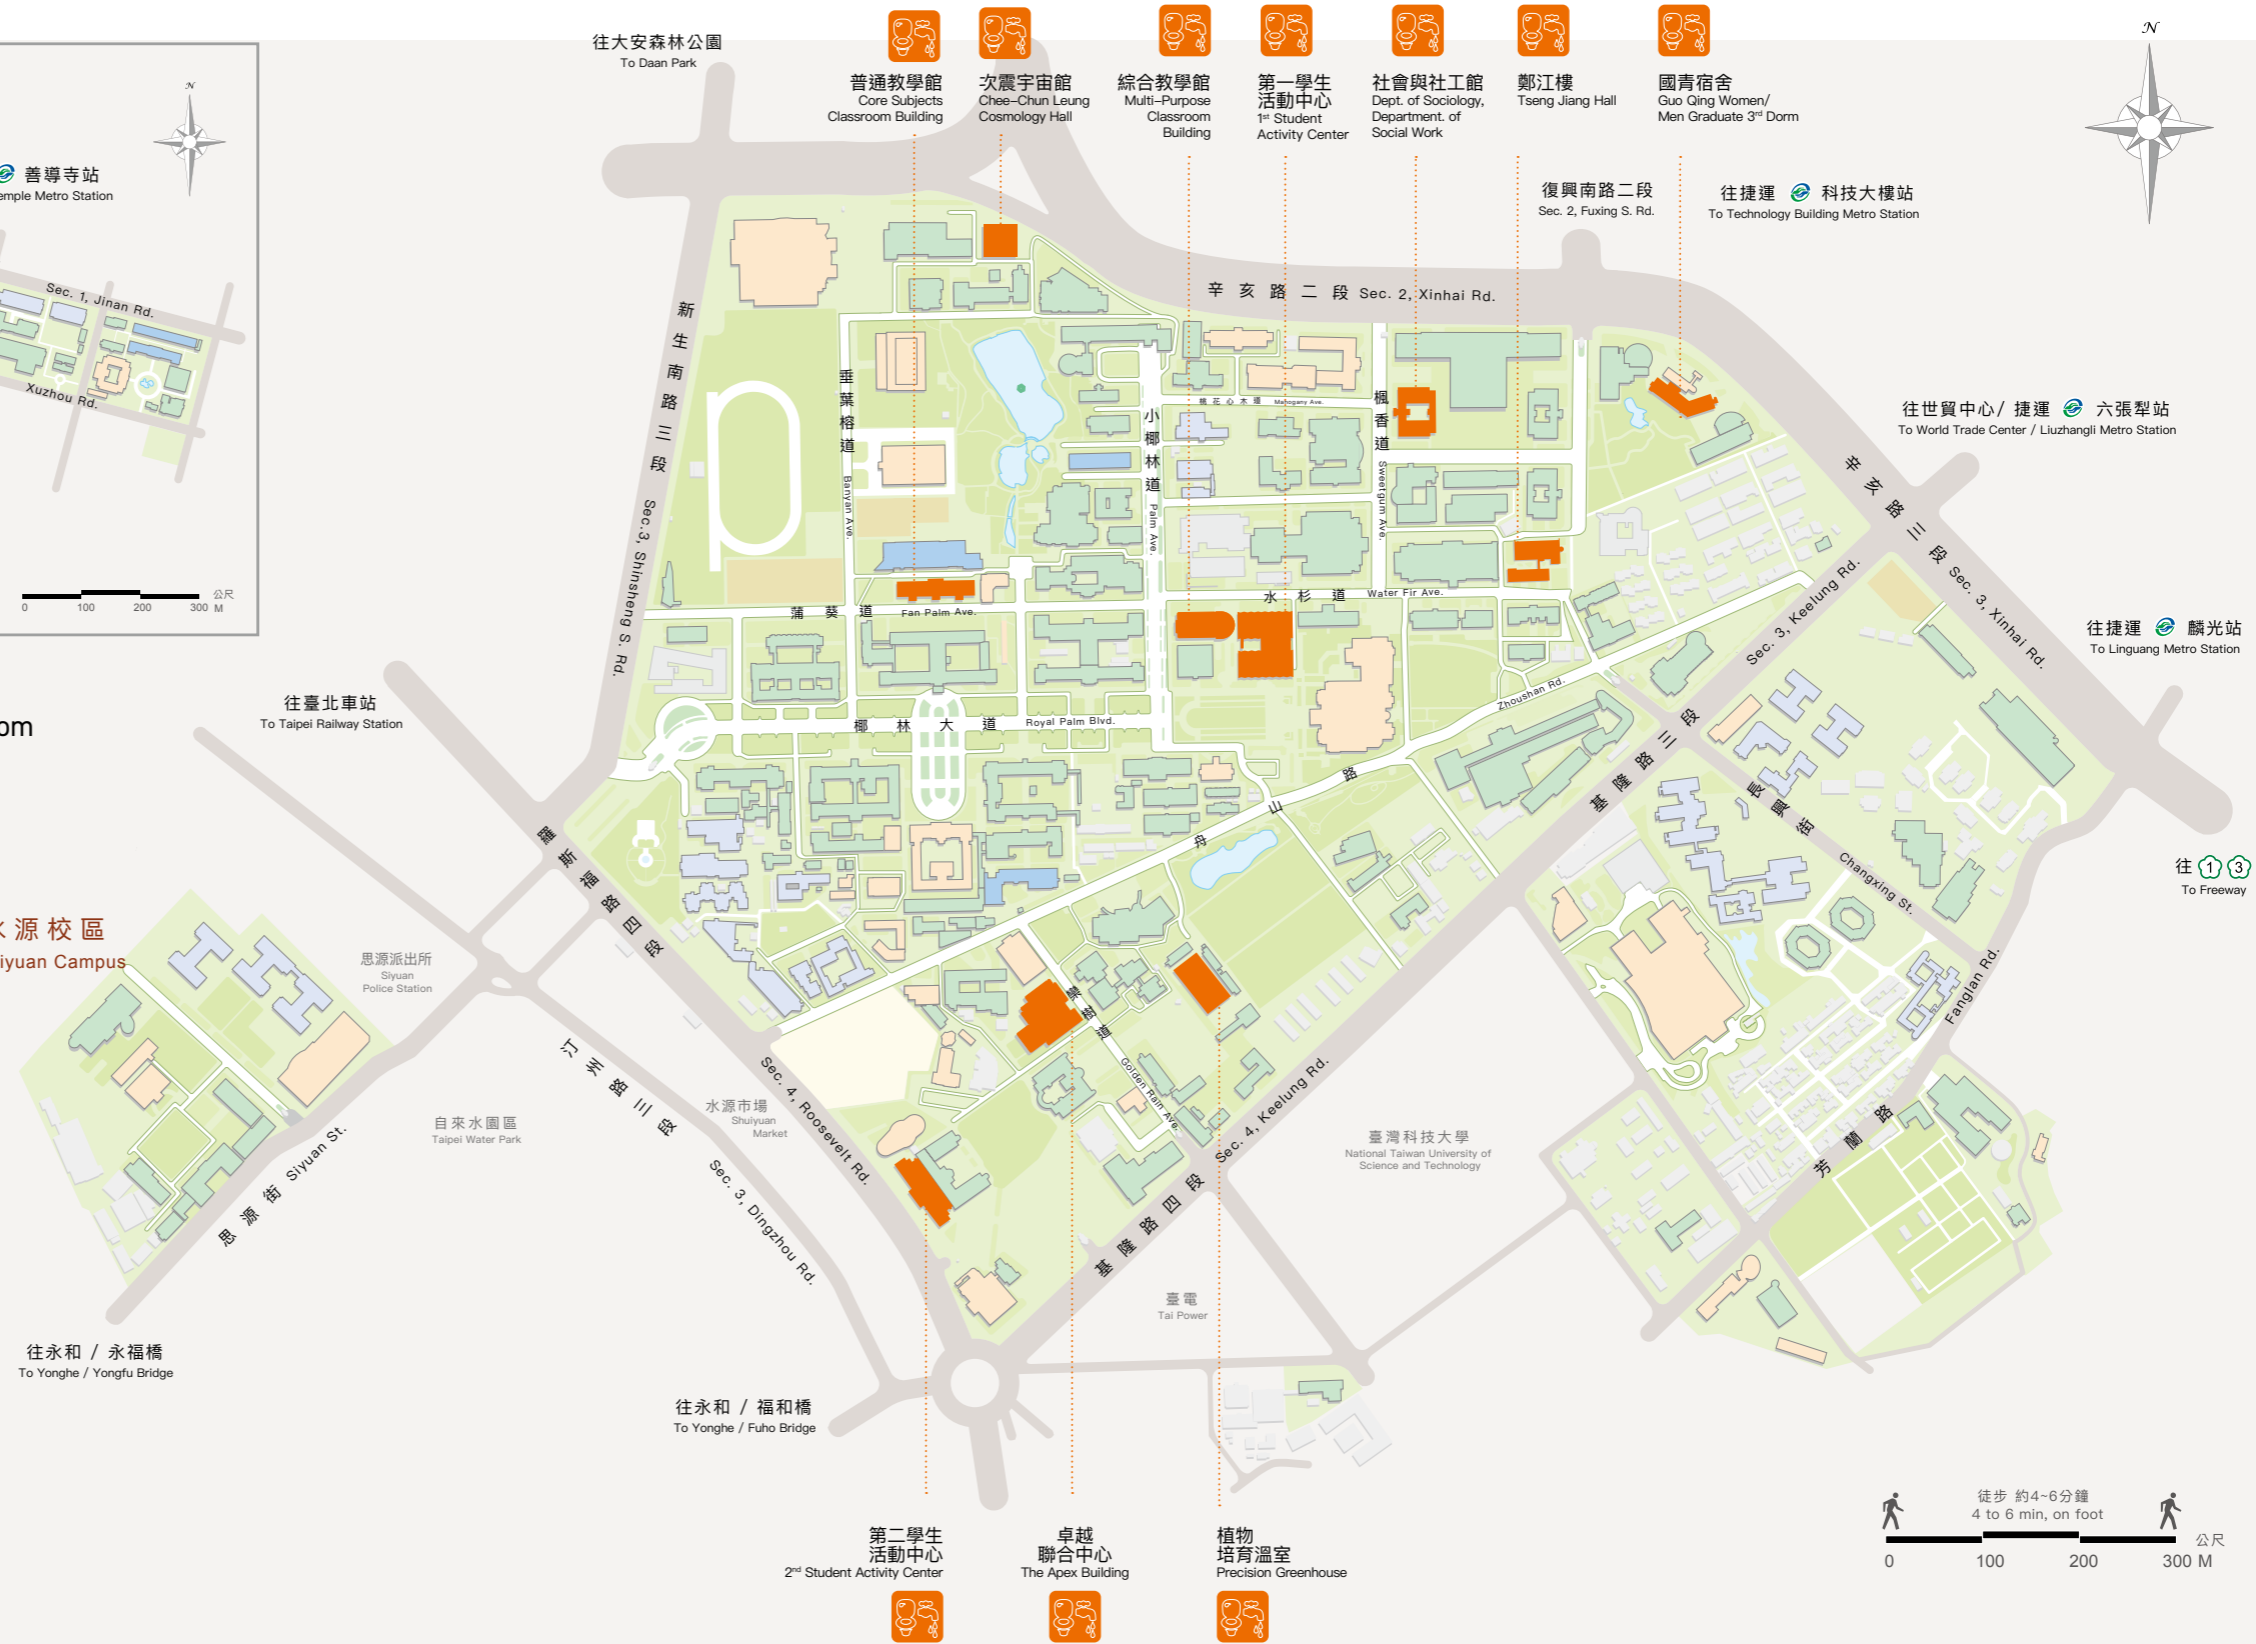 往大安森林公園
To Daan Park
普通教學館
Core Subjects
Classroom Building
次震宇宙館
Chee-Chun Leung
Cosmology Hall
綜合教學館
Multi-Purpose
Classroom
Building
第一學生
活動中心
1st Student
Activity Center
社會與社工館
Dept. of Sociology,
Department. of
Social Work
鄭江樓
Tseng Jiang Hall
國青宿舍
Guo Qing Women/
Men Graduate 3rd Dorm
N
N
善導寺站
emple Metro Station
復興南路二段
Sec. 2, Fuxing S. Rd.
往捷運 科技大樓站
To Technology Building Metro Station
Sec. 1, Jinan Rd.
Xuzhou Rd.
0 100 200 300 公尺 M
辛亥路二段 Sec. 2, Xinhai Rd.
新生南路三段 Sec.3, Shinsheng S. Rd.
垂葉榕道 Banyan Ave.
小椰林道 Palm Ave.
桃花心木道 Mahogany Ave.
楓香道 Sweetgum Ave.
往世貿中心/ 捷運 六張犁站
To World Trade Center / Liuzhangli Metro Station
辛亥路三段 Sec. 3, Xinhai Rd.
蒲葵道 Fan Palm Ave.
水杉道 Water Fir Ave.
Sec. 3, Keelung Rd.
基隆路三段
往捷運 麟光站
To Linguang Metro Station
往臺北車站
To Taipei Railway Station
om
椰林大道 Royal Palm Blvd.
Zhoushan Rd.
舟山路
長興街
Changxing St.
往 1 3
To Freeway
羅斯福路四段
Sec. 4, Roosevelt Rd.
水源校區
iyuan Campus
思源派出所
Siyuan
Police Station
欒樹道
Golden Rain Ave.
Fanglan Rd.
芳蘭路
汀州路三段
Sec. 3, Dingzhou Rd.
水源市場
Shuiyuan
Market
自來水園區
Taipei Water Park
思源街 Siyuan St.
Sec. 4, Keelung Rd.
基隆路四段
臺灣科技大學
National Taiwan University of
Science and Technology
臺電
Tai Power
往永和 / 永福橋
To Yonghe / Yongfu Bridge
往永和 / 福和橋
To Yonghe / Fuho Bridge
第二學生
活動中心
2nd Student Activity Center
卓越
聯合中心
The Apex Building
植物
培育溫室
Precision Greenhouse
徒步 約4~6分鐘
4 to 6 min, on foot
公尺
0 100 200 300 M